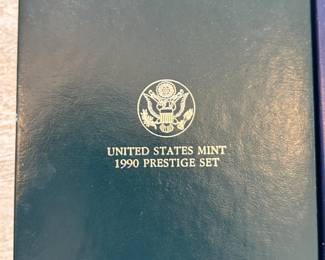 UNITED STATES MINT
1990 PRESTIGE SET